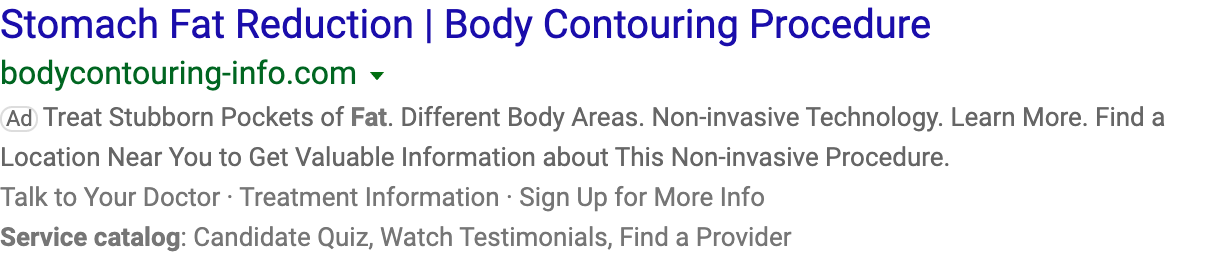 Stomach Fat Reduction | Body Contouring Procedure
bodycontouring-info.com
Ad Treat Stubborn Pockets of Fat. Different Body Areas. Non-invasive Technology. Learn More. Find a
Location Near You to Get Valuable Information about This Non-invasive Procedure.
Talk to Your Doctor · Treatment Information · Sign Up for More Info
Service catalog: Candidate Quiz, Watch Testimonials, Find a Provider